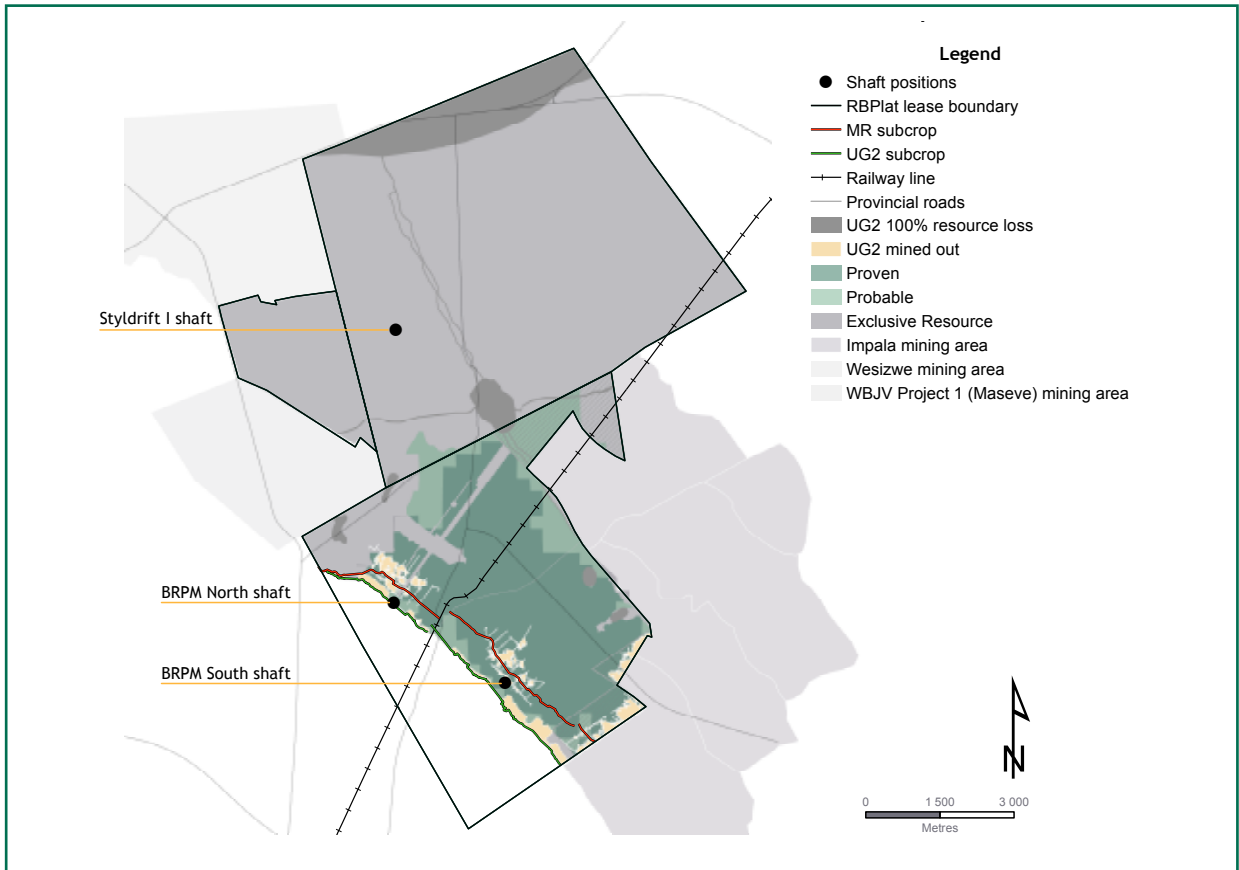 Legend
Shaft positions
RBPlat lease boundary
MR subcrop
UG2 subcrop
Railway line
Provincial roads
UG2 100% resource loss
UG2 mined out
Proven
Probable
Exclusive Resource
Impala mining area
Wesizwe mining area
WBJV Project 1 (Maseve) mining area
Styldrift I shaft
BRPM North shaft
BRPM South shaft
N
0 1 500 3 000
Metres